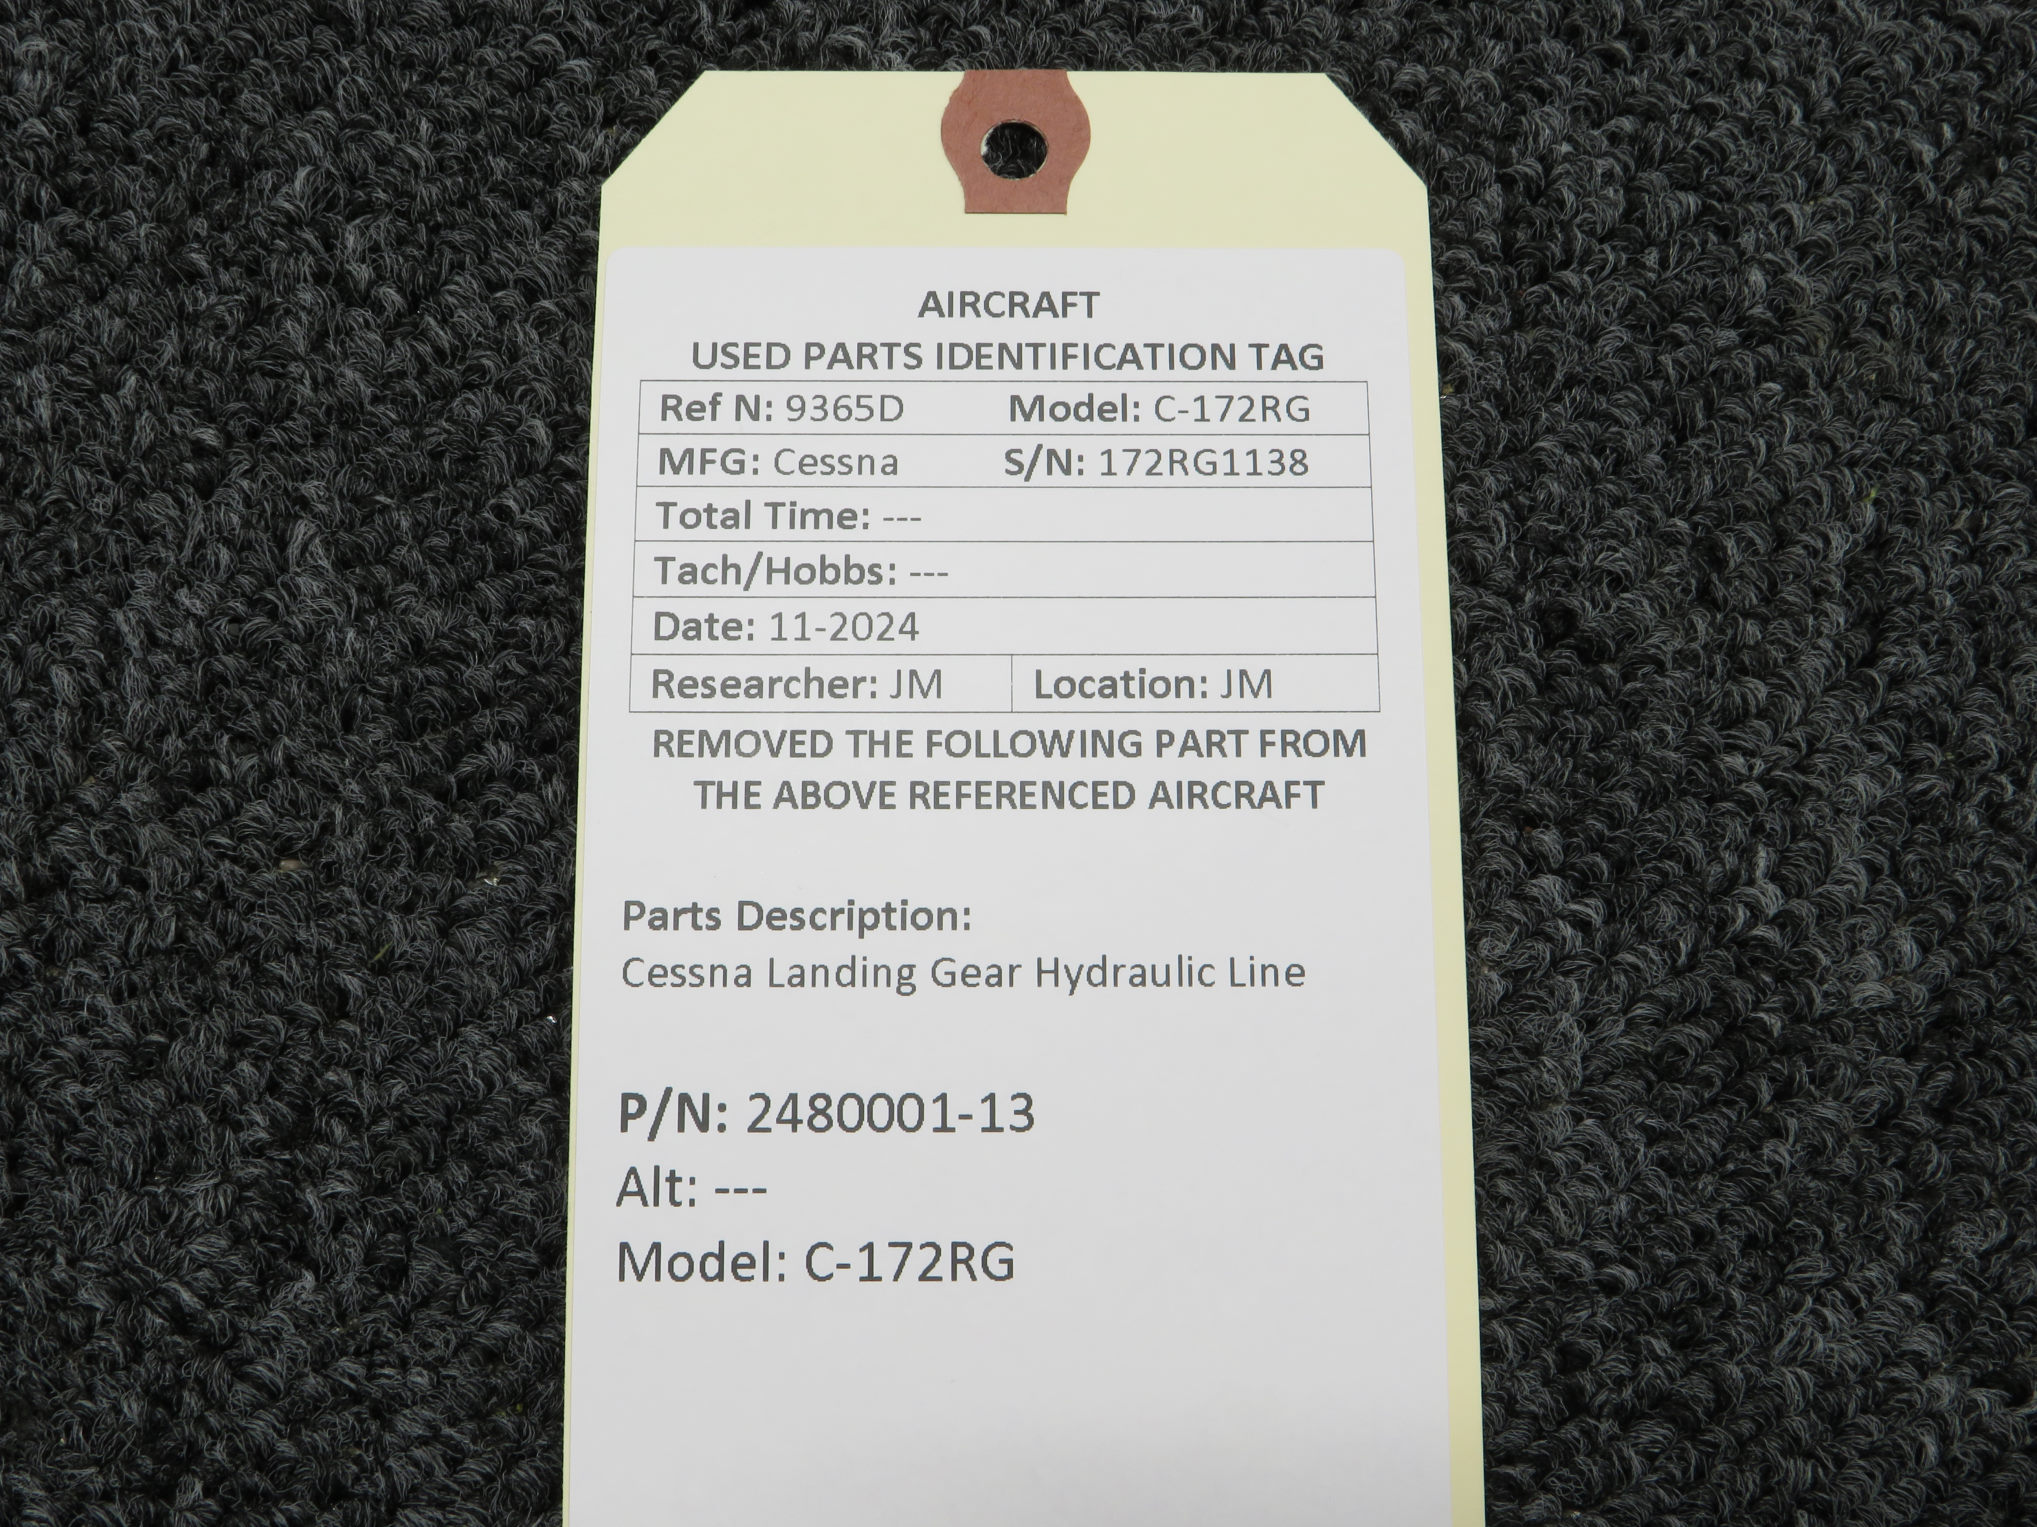 AIRCRAFT
USED PARTS IDENTIFICATION TAG
Ref N: 9365D Model: C-172RG
MFG: Cessna S/N: 172RG1138
Total Time: ---
Tach/Hobbs: ---
Date: 11-2024
Researcher: JM Location: JM
REMOVED THE FOLLOWING PART FROM
THE ABOVE REFERENCED AIRCRAFT
Parts Description:
Cessna Landing Gear Hydraulic Line
P/N: 2480001-13
Alt: ---
Model: C-172RG